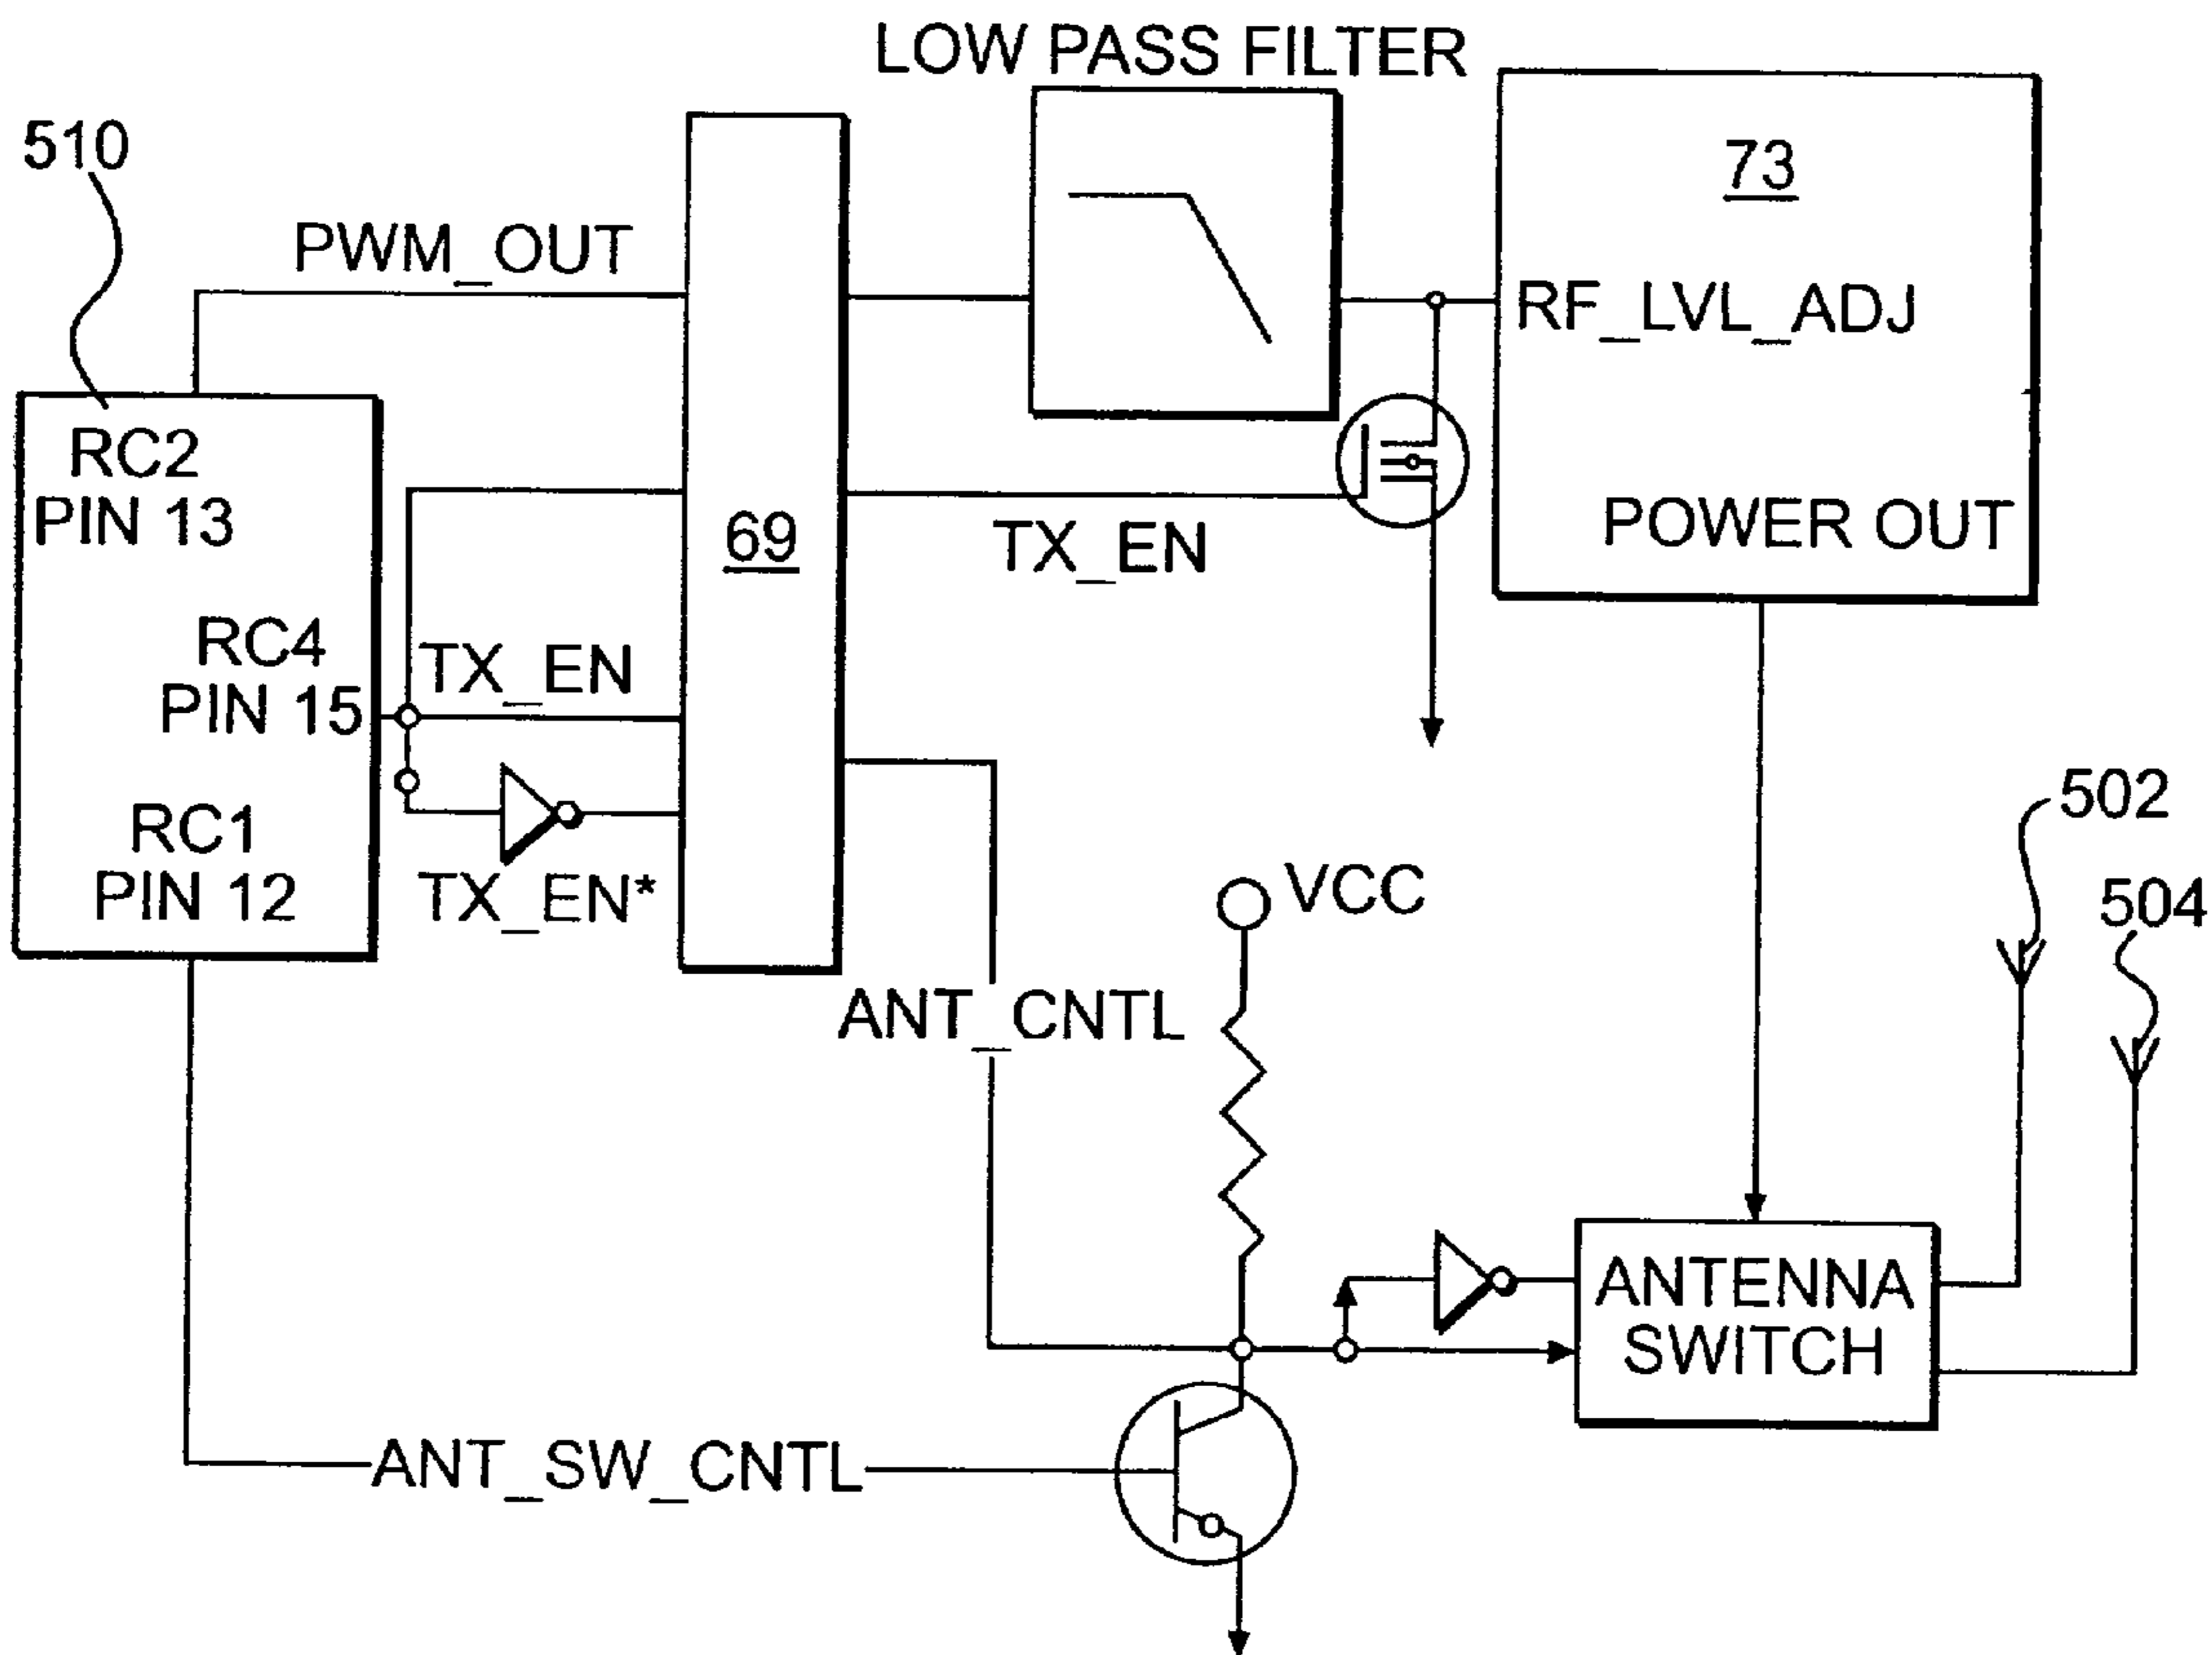 LOW PASS FILTER
510
73
PWM_OUT
RF_LVL_ADJ
RC2
PIN 13
69
TX_EN
POWER OUT
RC4
PIN 15
TX_EN
RC1
PIN 12
TX_EN*
502
VCC
504
ANT_CNTL
ANTENNA
SWITCH
ANT_SW_CNTL